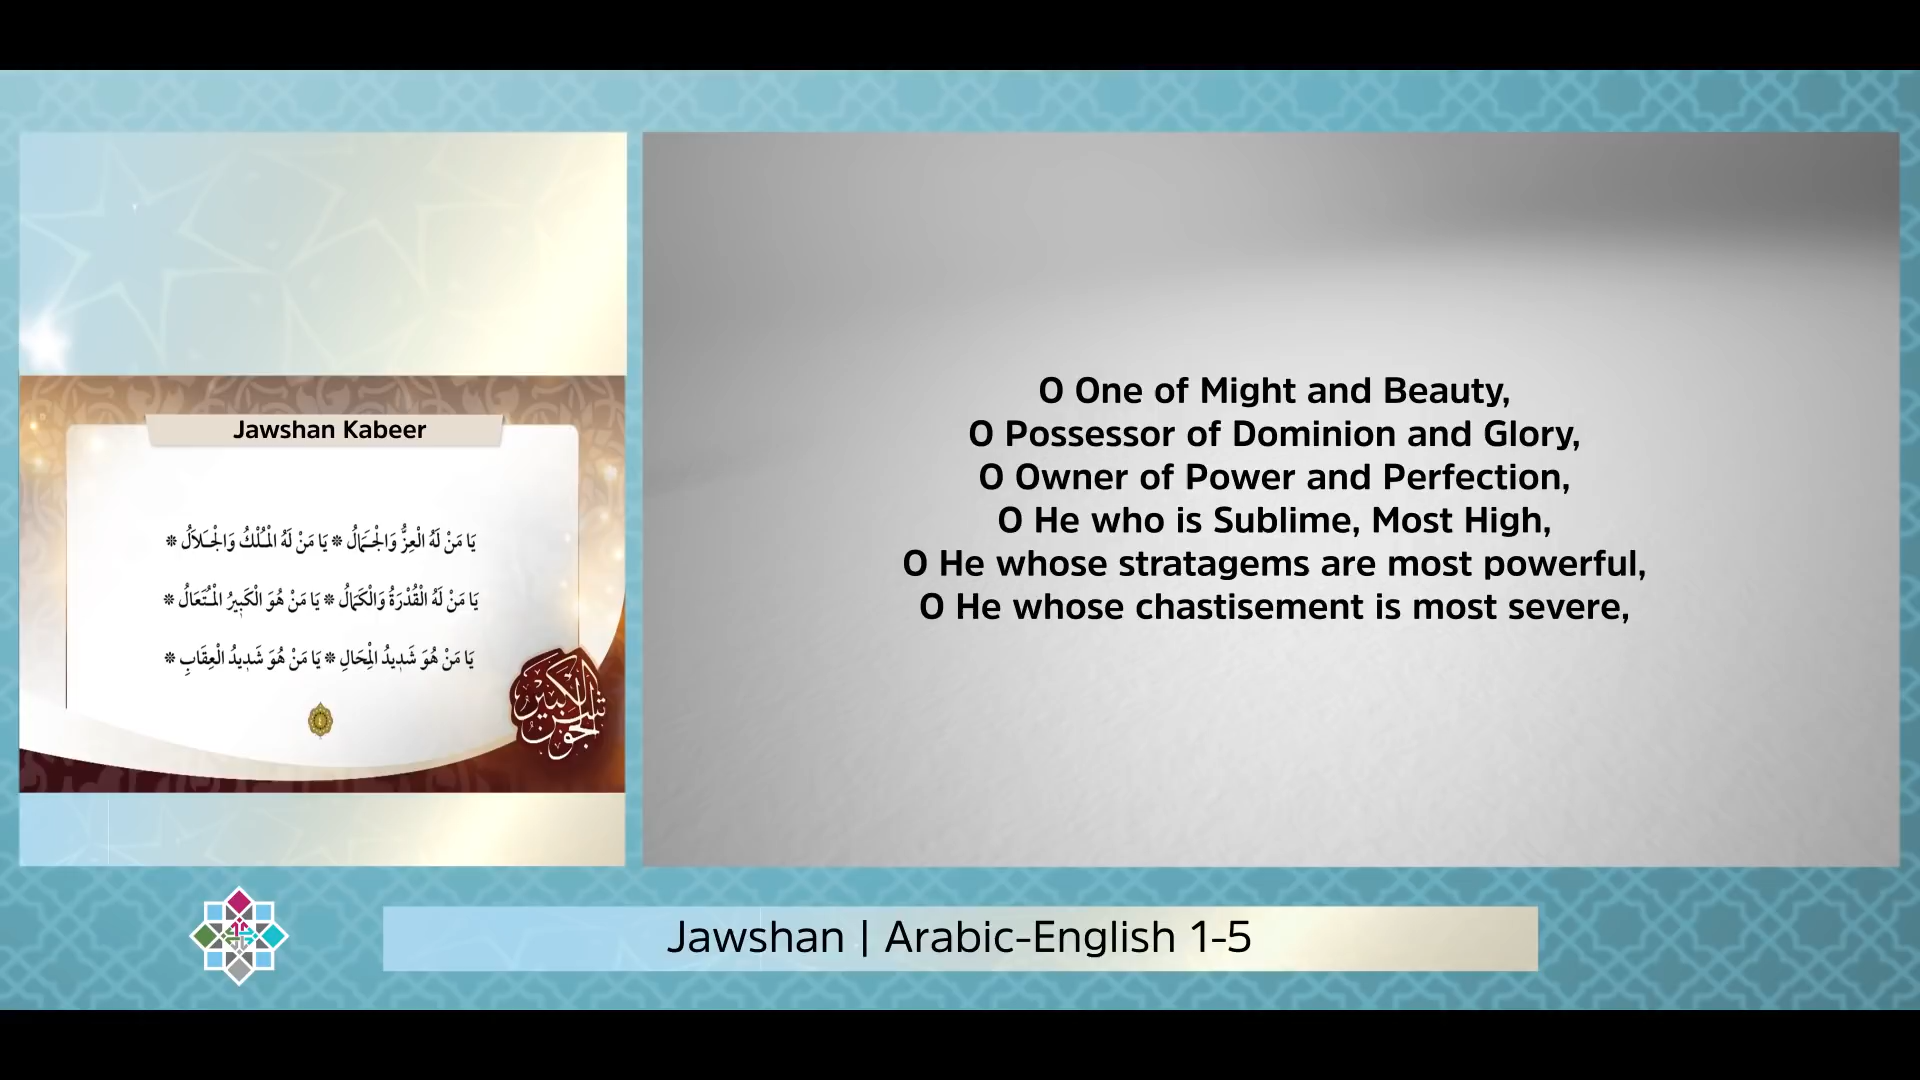 Jawshan Kabeer
يَا مَنْ لَهُ الْعِزُّ وَالْجَمَالُ * يَا مَنْ لَهُ الْمُلْكُ وَالْجَلَالُ *
يَا مَنْ لَهُ الْقُدْرَةُ وَالْكَمَالُ * يَا مَنْ هُوَ الْكَبِيرُ الْمُتَعَالُ *
يَا مَنْ هُوَ شَدِيدُ الْمِحَالِ * يَا مَنْ هُوَ شَدِيدُ الْعِقَابِ *
الجوشن الكبير
O One of Might and Beauty,
O Possessor of Dominion and Glory,
O Owner of Power and Perfection,
O He who is Sublime, Most High,
O He whose stratagems are most powerful,
O He whose chastisement is most severe,
Jawshan | Arabic-English 1-5